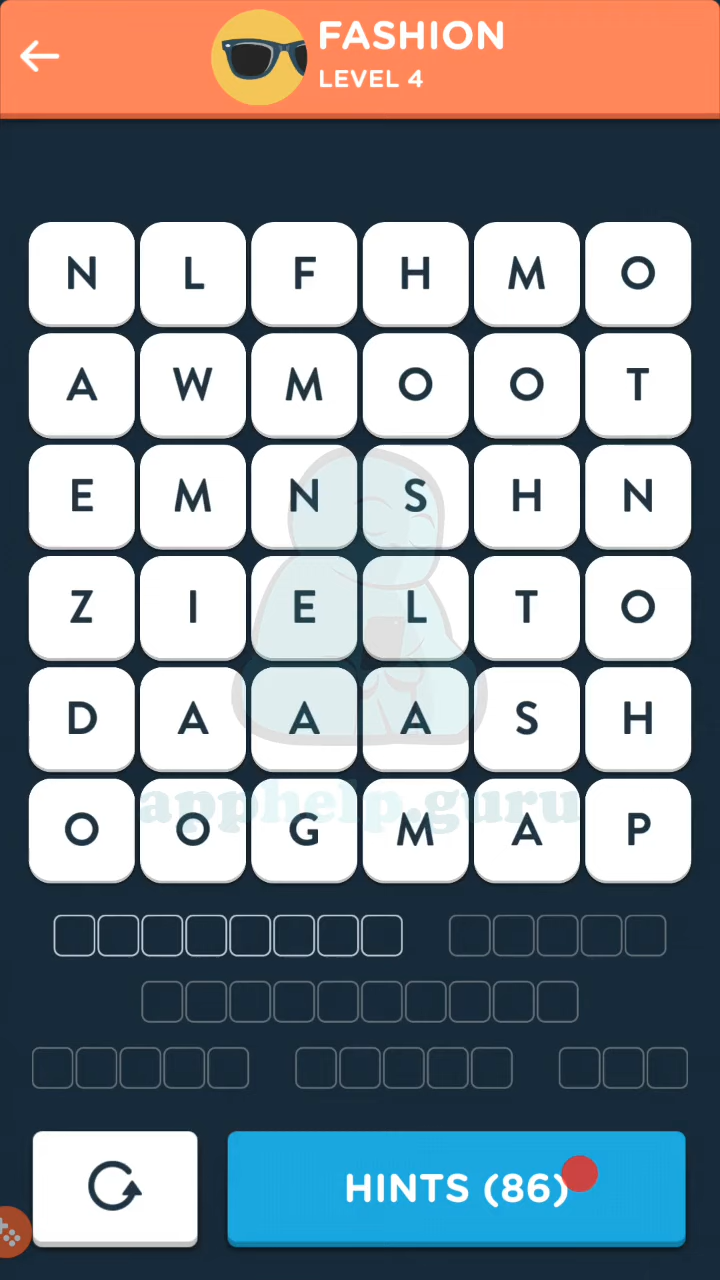 FASHION
LEVEL 4
N L F H M O
A W M O O T
E M N S H N
Z I E L T O
D A A A S H
O O G M A P
apphelp.guru
HINTS (86)